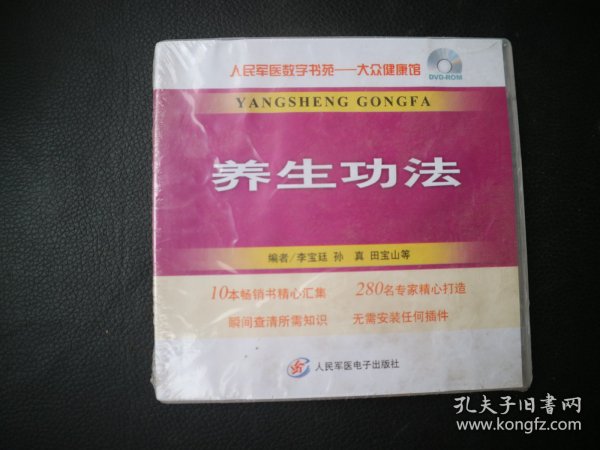 人民军医数字书苑——大众健康馆
DVD-ROM
YANGSHENG GONGFA
养生功法
编者/李宝廷 孙 真 田宝山等
10本畅销书精心汇集 280名专家精心打造
瞬间查清所需知识 无需安装任何插件
人民军医电子出版社
孔夫子旧书网
www.kongfz.com